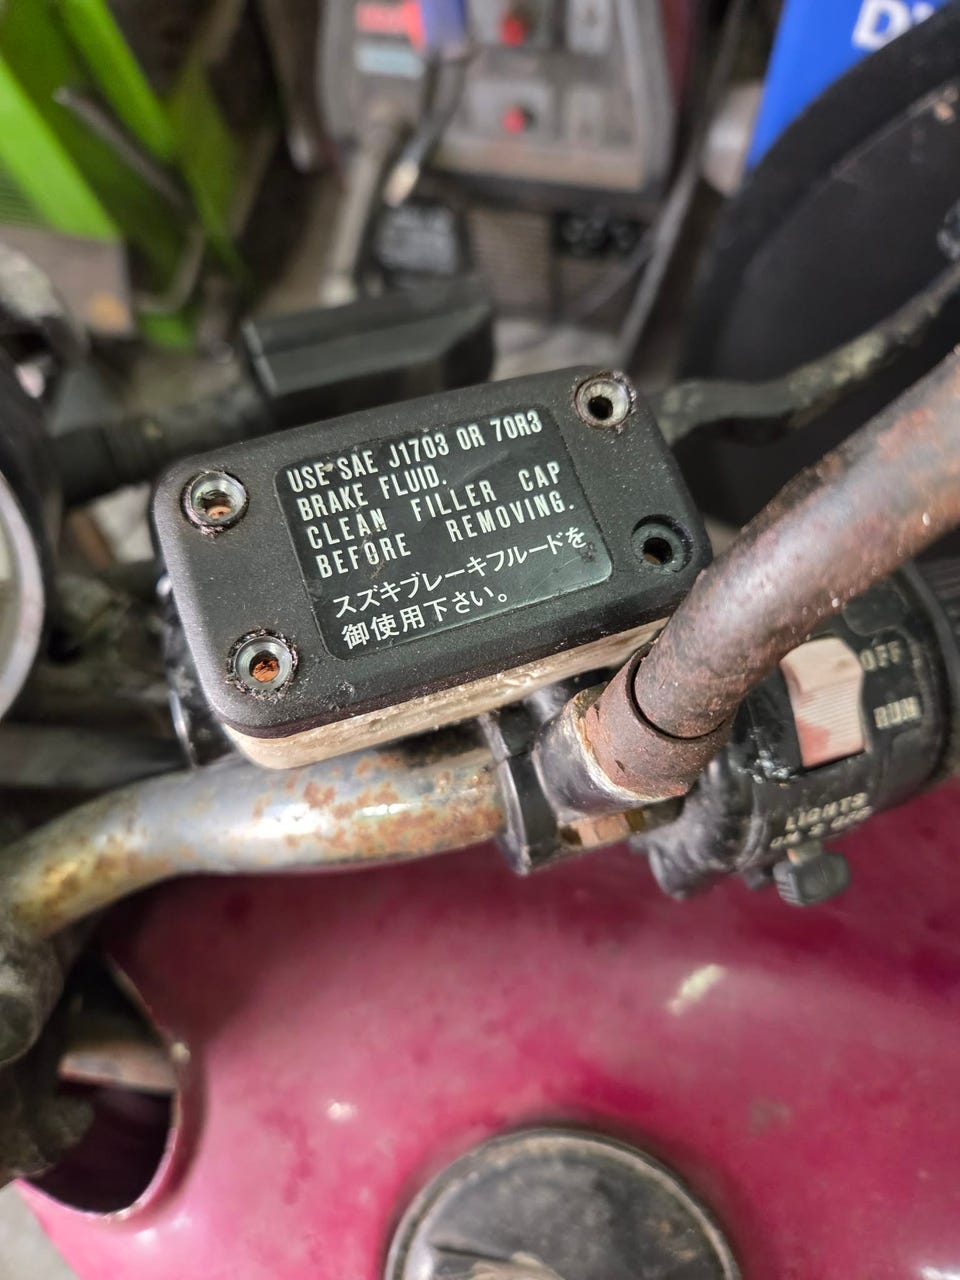 USE SAE J1703 OR 70R3
BRAKE FLUID.
CLEAN FILLER CAP
BEFORE REMOVING.
スズキブレーキフルードを
御使用下さい。
OFF
RUN
LIGHTS